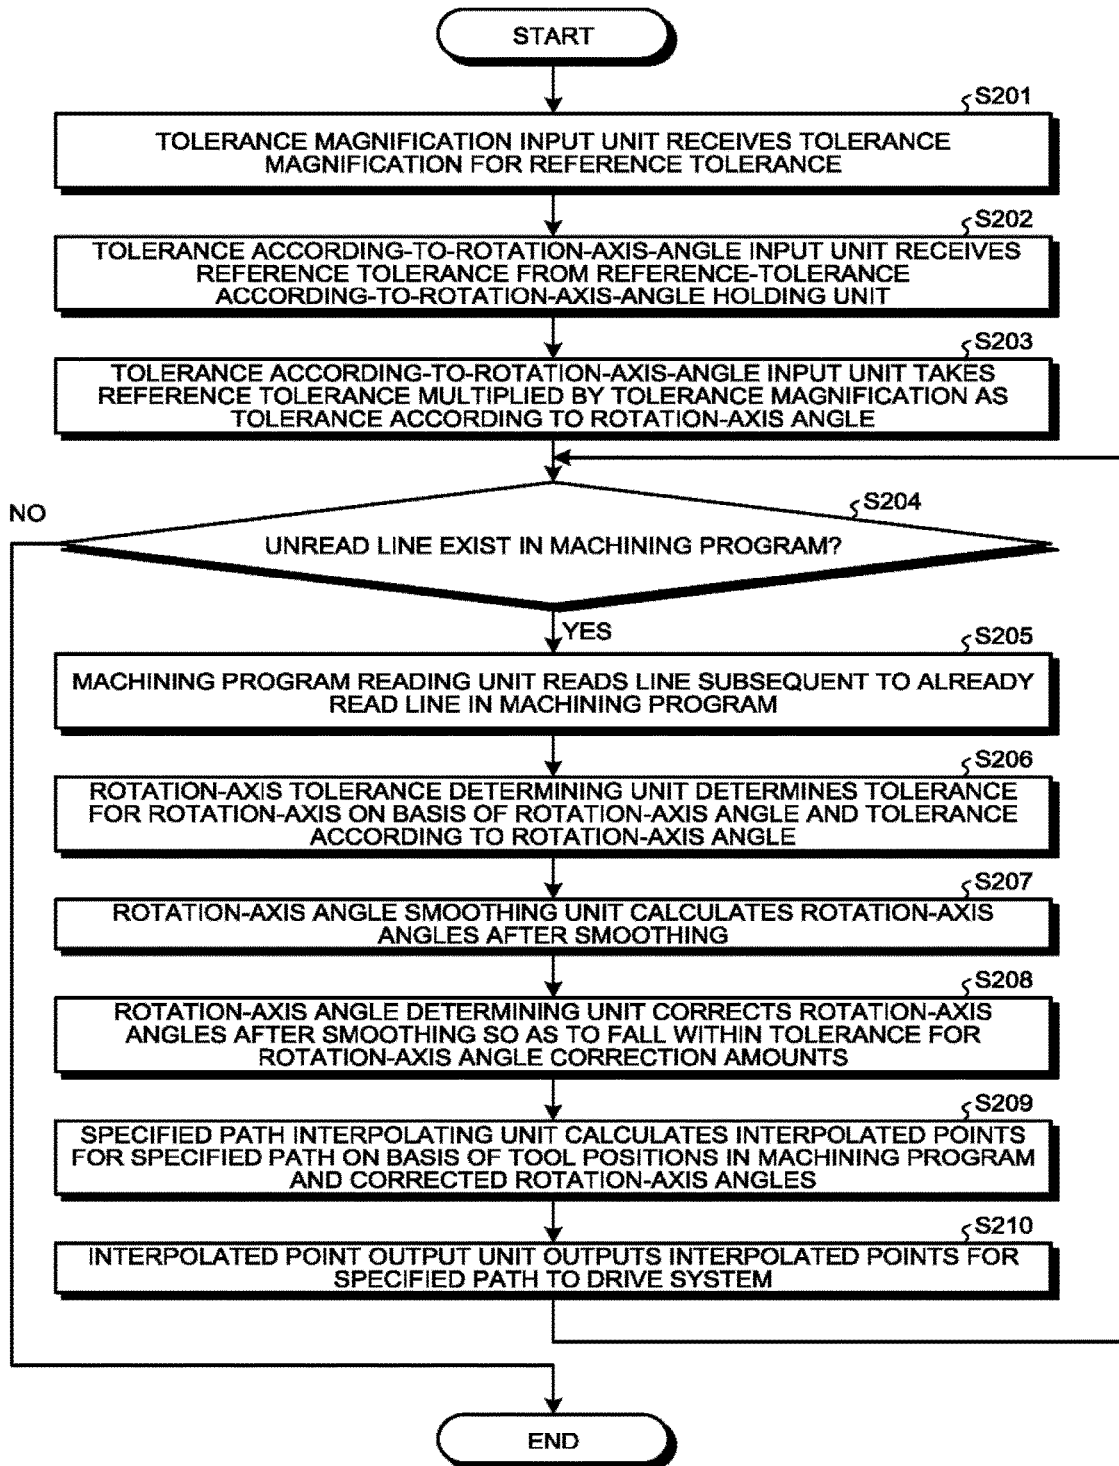 START
S201
TOLERANCE MAGNIFICATION INPUT UNIT RECEIVES TOLERANCE
MAGNIFICATION FOR REFERENCE TOLERANCE
S202
TOLERANCE ACCORDING-TO-ROTATION-AXIS-ANGLE INPUT UNIT RECEIVES
REFERENCE TOLERANCE FROM REFERENCE-TOLERANCE
ACCORDING-TO-ROTATION-AXIS-ANGLE HOLDING UNIT
S203
TOLERANCE ACCORDING-TO-ROTATION-AXIS-ANGLE INPUT UNIT TAKES
REFERENCE TOLERANCE MULTIPLIED BY TOLERANCE MAGNIFICATION AS
TOLERANCE ACCORDING TO ROTATION-AXIS ANGLE
S204
NO
UNREAD LINE EXIST IN MACHINING PROGRAM?
YES
S205
MACHINING PROGRAM READING UNIT READS LINE SUBSEQUENT TO ALREADY
READ LINE IN MACHINING PROGRAM
S206
ROTATION-AXIS TOLERANCE DETERMINING UNIT DETERMINES TOLERANCE
FOR ROTATION-AXIS ON BASIS OF ROTATION-AXIS ANGLE AND TOLERANCE
ACCORDING TO ROTATION-AXIS ANGLE
S207
ROTATION-AXIS ANGLE SMOOTHING UNIT CALCULATES ROTATION-AXIS
ANGLES AFTER SMOOTHING
S208
ROTATION-AXIS ANGLE DETERMINING UNIT CORRECTS ROTATION-AXIS
ANGLES AFTER SMOOTHING SO AS TO FALL WITHIN TOLERANCE FOR
ROTATION-AXIS ANGLE CORRECTION AMOUNTS
S209
SPECIFIED PATH INTERPOLATING UNIT CALCULATES INTERPOLATED POINTS
FOR SPECIFIED PATH ON BASIS OF TOOL POSITIONS IN MACHINING PROGRAM
AND CORRECTED ROTATION-AXIS ANGLES
S210
INTERPOLATED POINT OUTPUT UNIT OUTPUTS INTERPOLATED POINTS FOR
SPECIFIED PATH TO DRIVE SYSTEM
END